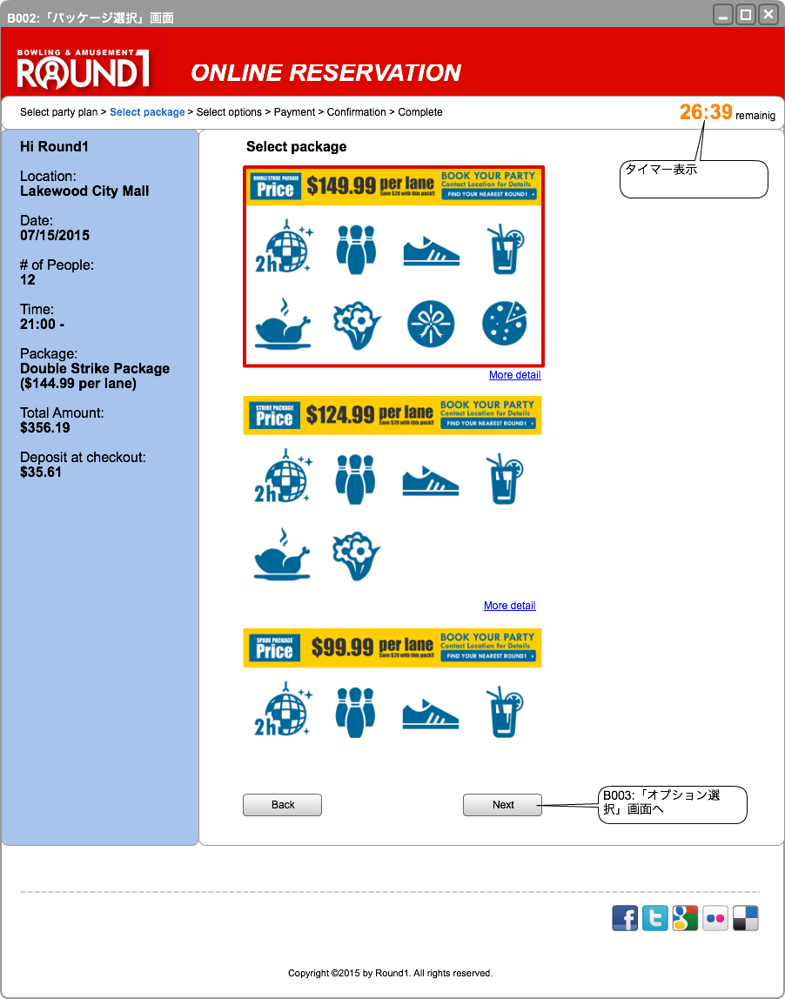 B002:「パッケージ選択」画面
BOWLING & AMUSEMENT
ROUND1
ONLINE RESERVATION
Select party plan > Select package > Select options > Payment > Confirmation > Complete
26:39 remainig
タイマー表示
Hi Round1
Location:
Lakewood City Mall
Date:
07/15/2015
# of People:
12
Time:
21:00 -
Package:
Double Strike Package
($144.99 per lane)
Total Amount:
$356.19
Deposit at checkout:
$35.61
Select package
DOUBLE STRIKE PACKAGE
Price
$149.99 per lane
Save $29 with this pack!!
BOOK YOUR PARTY
Contact Location for Details
FIND YOUR NEAREST ROUND1
2h
More detail
STRIKE PACKAGE
Price
$124.99 per lane
Save $29 with this pack!!
BOOK YOUR PARTY
Contact Location for Details
FIND YOUR NEAREST ROUND1
2h
More detail
SPARE PACKAGE
Price
$99.99 per lane
Save $29 with this pack!!
BOOK YOUR PARTY
Contact Location for Details
FIND YOUR NEAREST ROUND1
2h
Back
Next
B003:「オプション選
択」画面へ
Copyright ©2015 by Round1. All rights reserved.